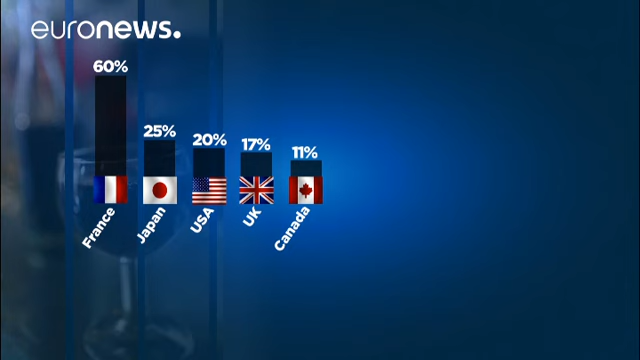 euronews.
60%
25%
20%
17%
11%
France
Japan
USA
UK
Canada